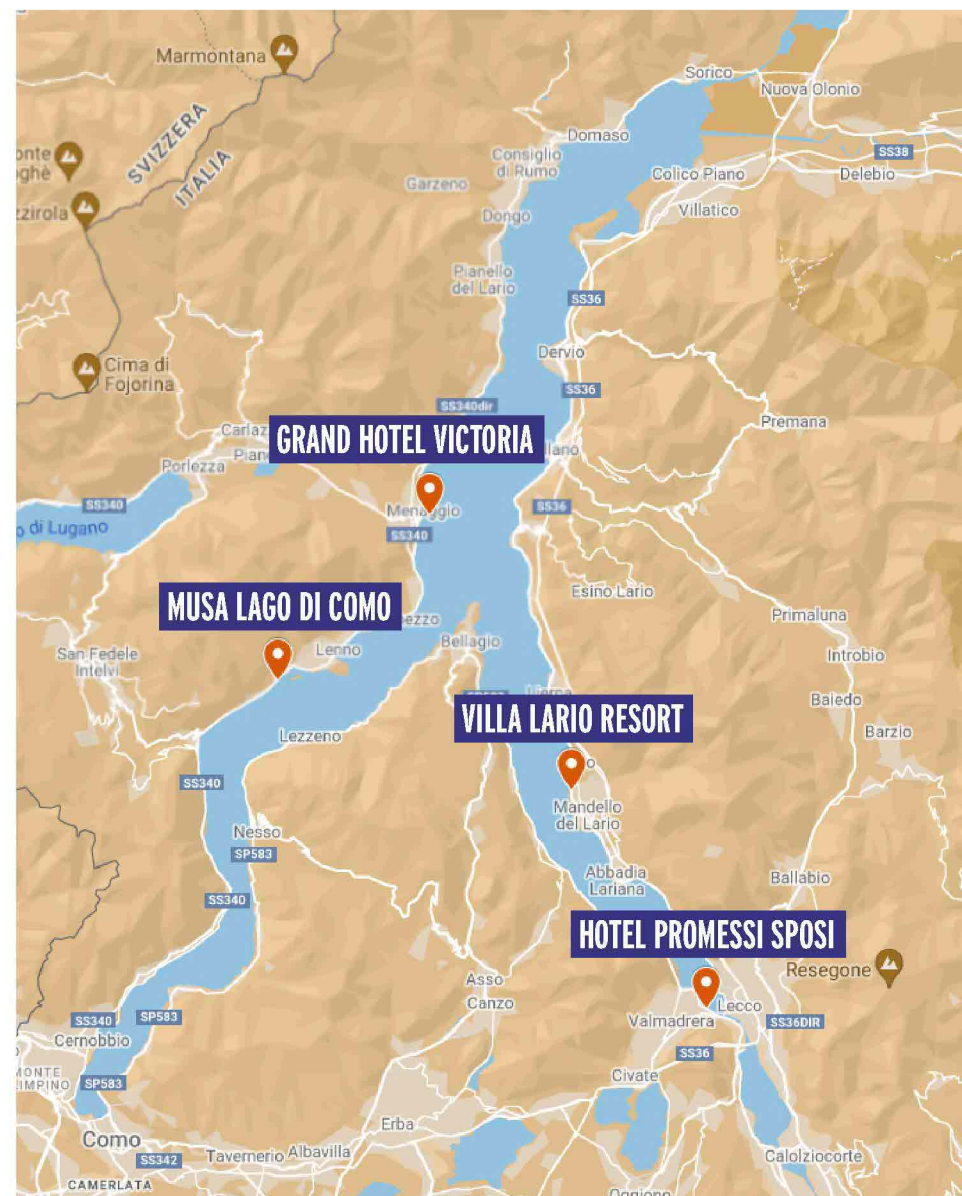 Marmontana
Sorico
Nuova Olonio
SVIZZERA
ITALIA
Domaso
Consiglio
di Rumo
SS38
Garzeno
Colico Piano
Delebio
Dongo
Villatico
Pianello
del Lario
SS36
Dervio
Cima di
Fojorina
SS36
SS340dir
Premana
GRAND HOTEL VICTORIA
Porlezza
SS340
Menaggio
SS36
di Lugano
SS340
MUSA LAGO DI COMO
Esino Lario
Primaluna
San Fedele
Intelvi
Lenno
Bellagio
Introbio
Baiedo
VILLA LARIO RESORT
Barzio
Lezzeno
SS340
Mandello
del Lario
Nesso
SP583
Abbadia
Lariana
Ballabio
SS340
HOTEL PROMESSI SPOSI
Resegone
Asso
Canzo
Lecco
SS340
SP583
Valmadrera
SS36DIR
Cernobbio
SS36
SP583
Civate
Erba
Como
SS342
Tavernerio
Albavilla
Calolziocorte
CAMERLATA